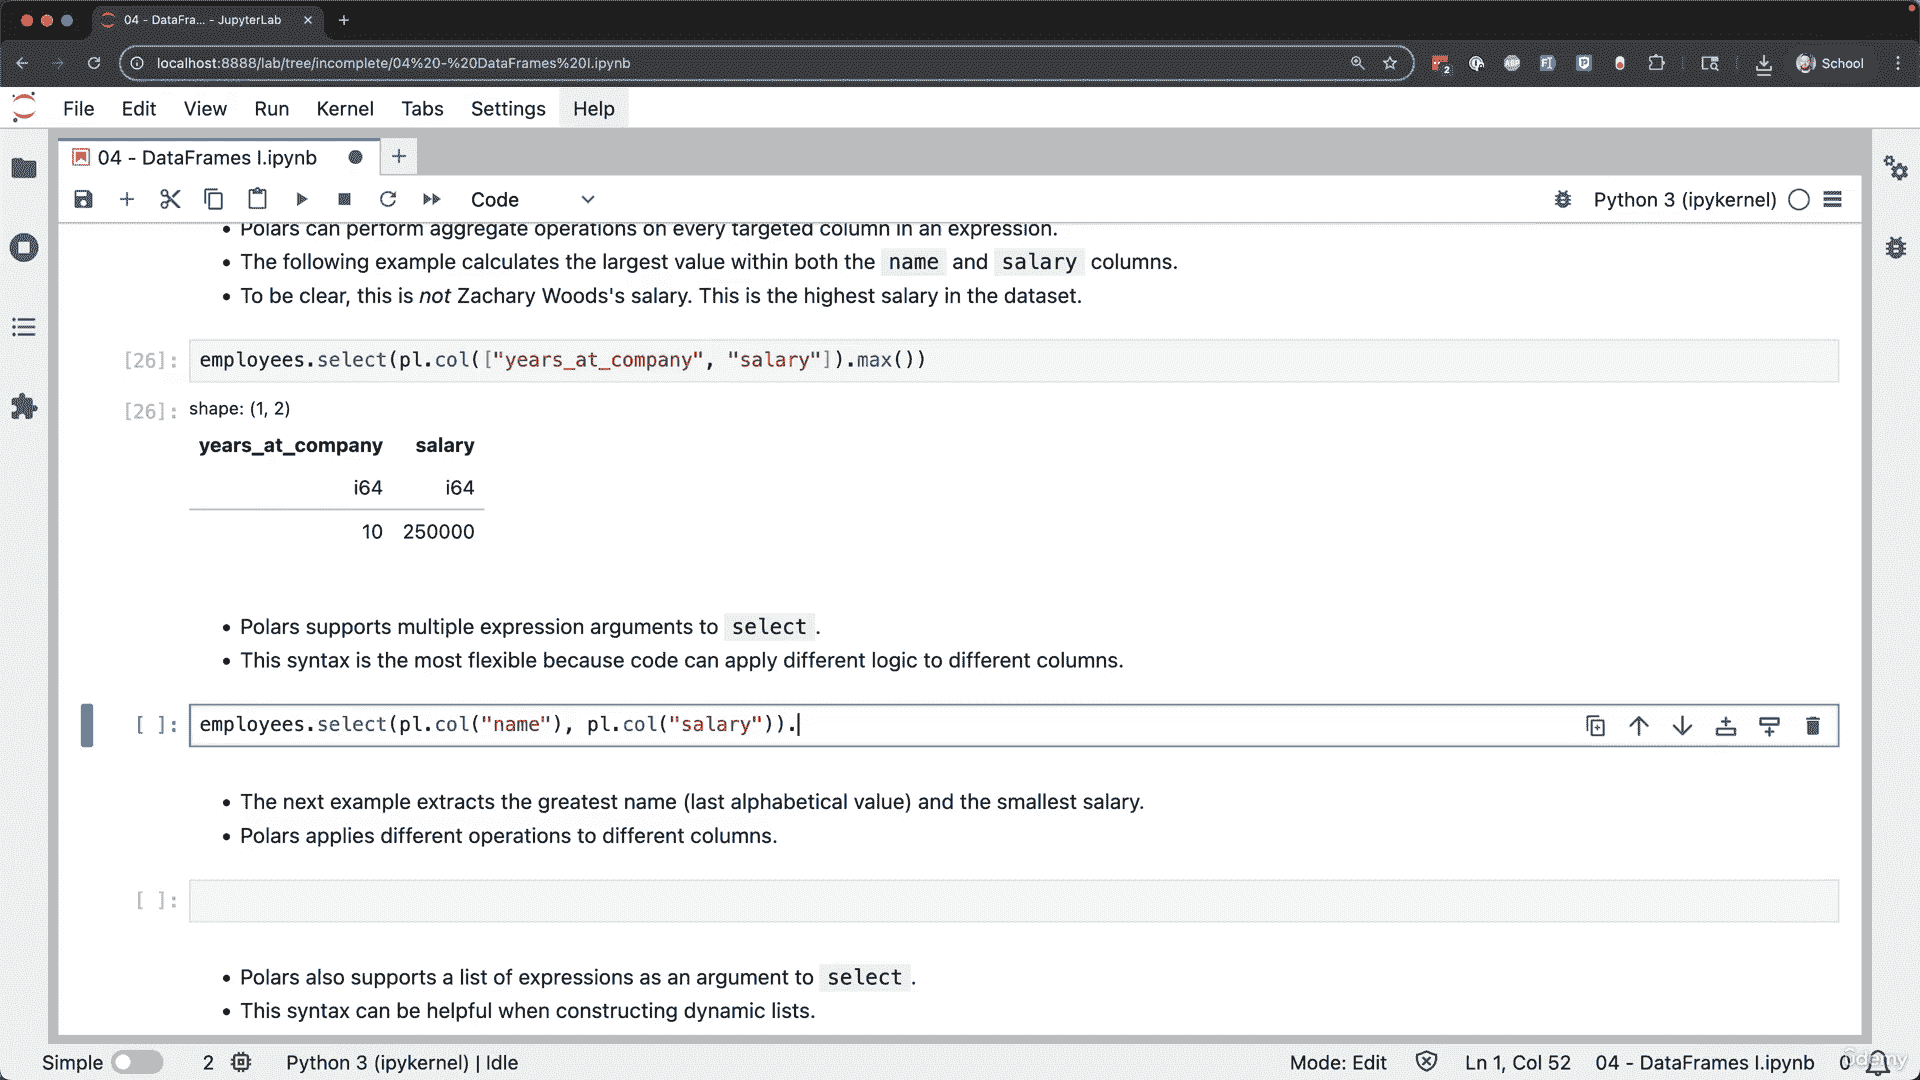 04 - DataFra... - JupyterLab
localhost:8888/lab/tree/incomplete/04%20-%20DataFrames%20I.ipynb
2
ABP
School
File Edit View Run Kernel Tabs Settings Help
04 - DataFrames I.ipynb
Code
Python 3 (ipykernel)
• Polars can perform aggregate operations on every targeted column in an expression.
• The following example calculates the largest value within both the name and salary columns.
• To be clear, this is not Zachary Woods's salary. This is the highest salary in the dataset.
[26]: employees.select(pl.col(["years_at_company", "salary"]).max())
[26]: shape: (1, 2)
years_at_company salary
i64 i64
10 250000
• Polars supports multiple expression arguments to select.
• This syntax is the most flexible because code can apply different logic to different columns.
[ ]: employees.select(pl.col("name"), pl.col("salary")).
• The next example extracts the greatest name (last alphabetical value) and the smallest salary.
• Polars applies different operations to different columns.
[ ]:
• Polars also supports a list of expressions as an argument to select.
• This syntax can be helpful when constructing dynamic lists.
Simple 2 Python 3 (ipykernel) | Idle Mode: Edit Ln 1, Col 52 04 - DataFrames I.ipynb 0
Udemy